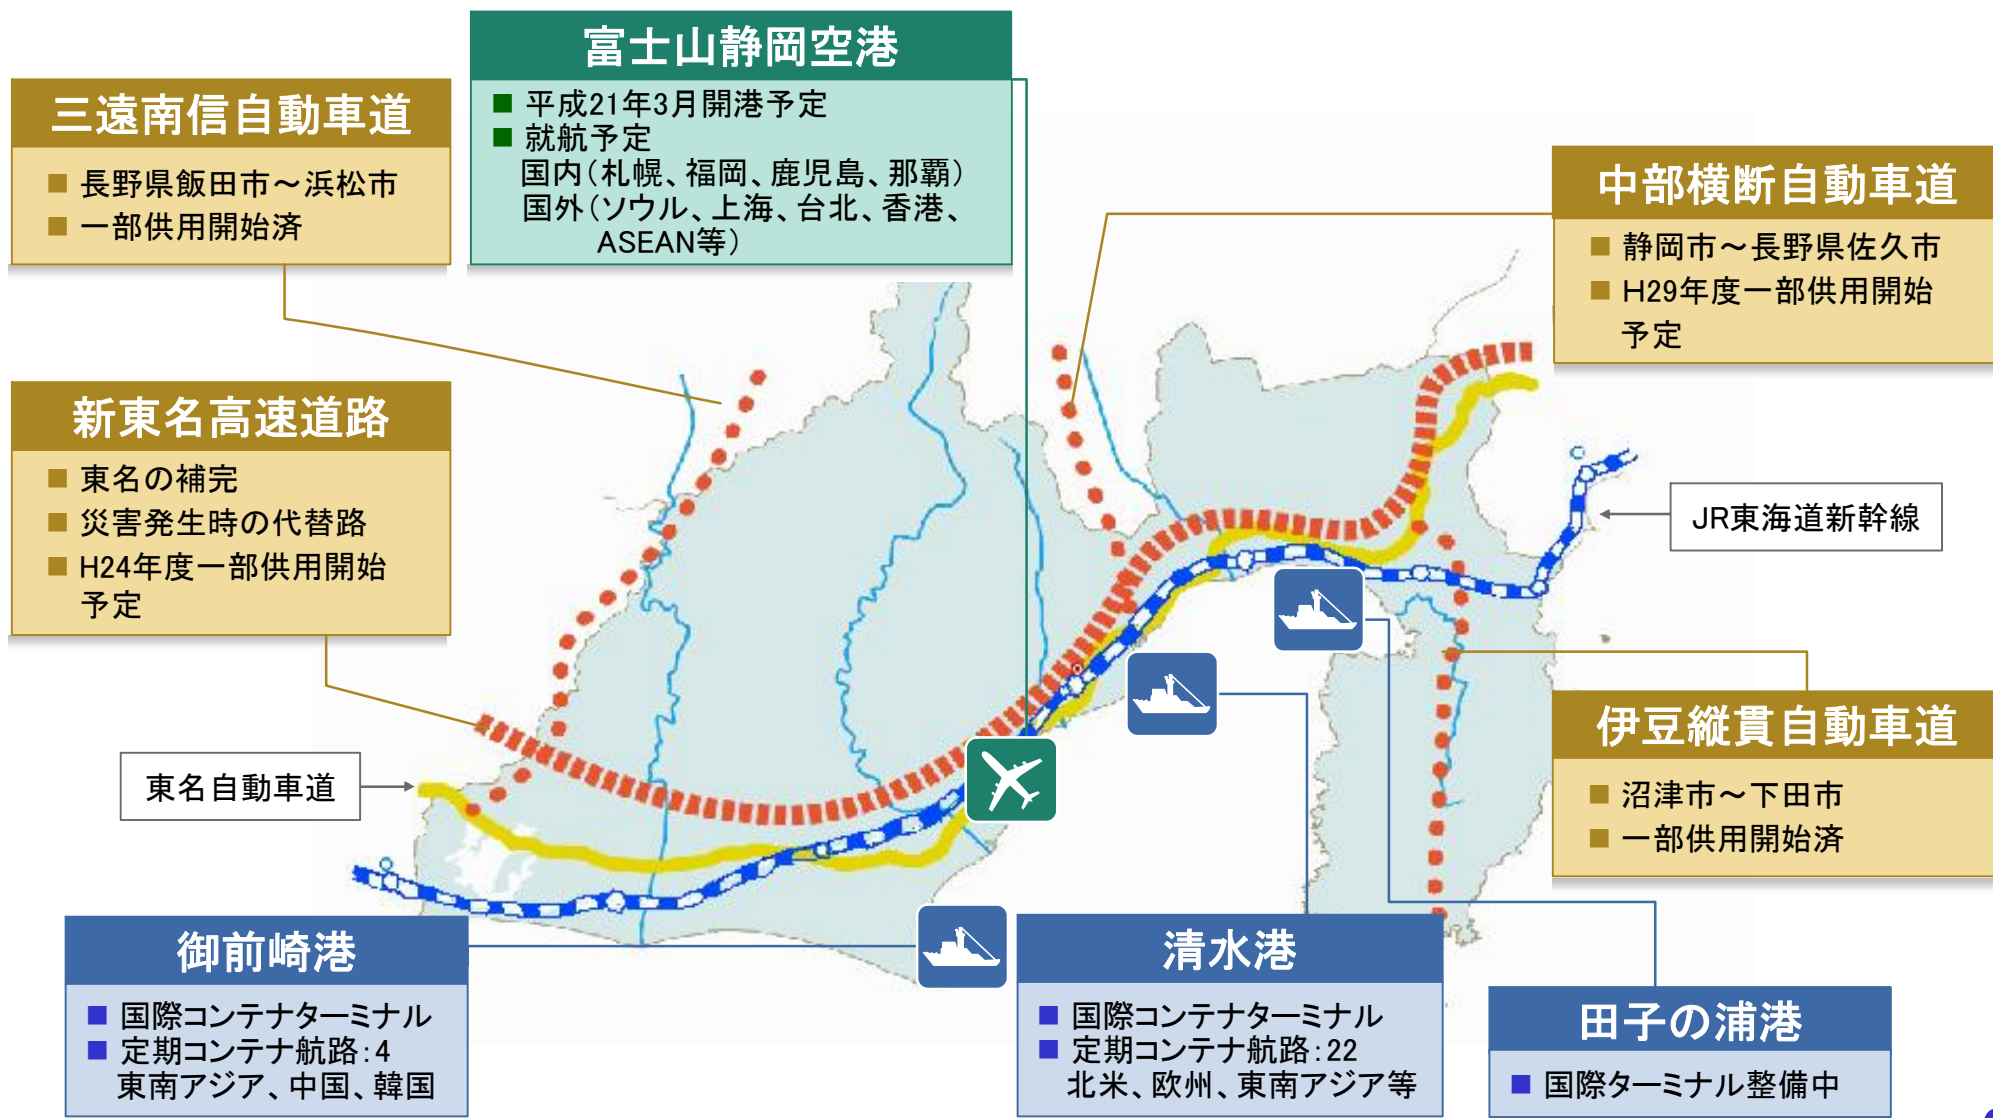 富士山静岡空港
■ 平成21年3月開港予定
■ 就航予定
国内(札幌、福岡、鹿児島、那覇)
国外(ソウル、上海、台北、香港、
ASEAN等)
三遠南信自動車道
■ 長野県飯田市～浜松市
■ 一部供用開始済
中部横断自動車道
■ 静岡市～長野県佐久市
■ H29年度一部供用開始
予定
新東名高速道路
■ 東名の補完
■ 災害発生時の代替路
■ H24年度一部供用開始
予定
JR東海道新幹線
東名自動車道
伊豆縦貫自動車道
■ 沼津市～下田市
■ 一部供用開始済
御前崎港
■ 国際コンテナターミナル
■ 定期コンテナ航路:4
東南アジア、中国、韓国
清水港
■ 国際コンテナターミナル
■ 定期コンテナ航路:22
北米、欧州、東南アジア等
田子の浦港
■ 国際ターミナル整備中